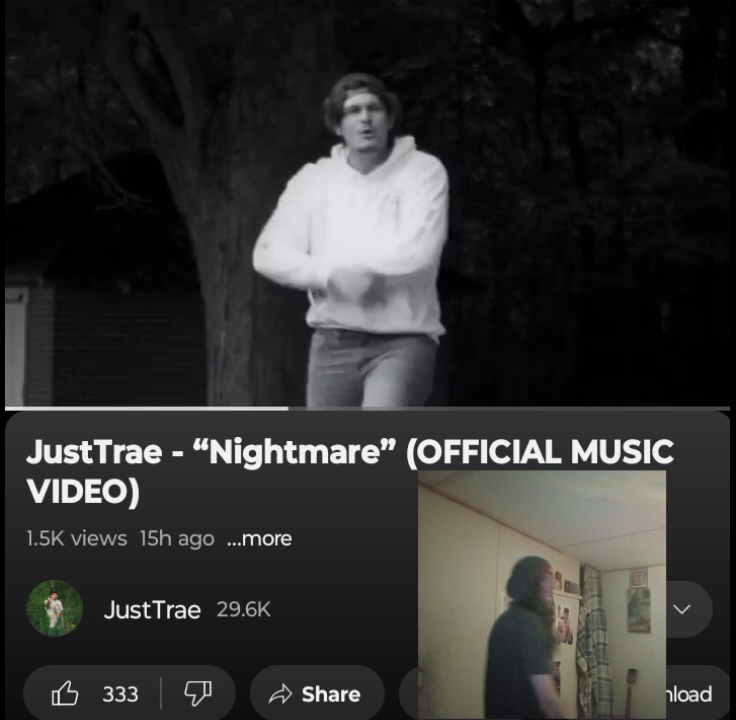 JustTrae - “Nightmare” (OFFICIAL MUSIC
VIDEO)
1.5K views 15h ago ...more
JustTrae 29.6K
333 Share nload